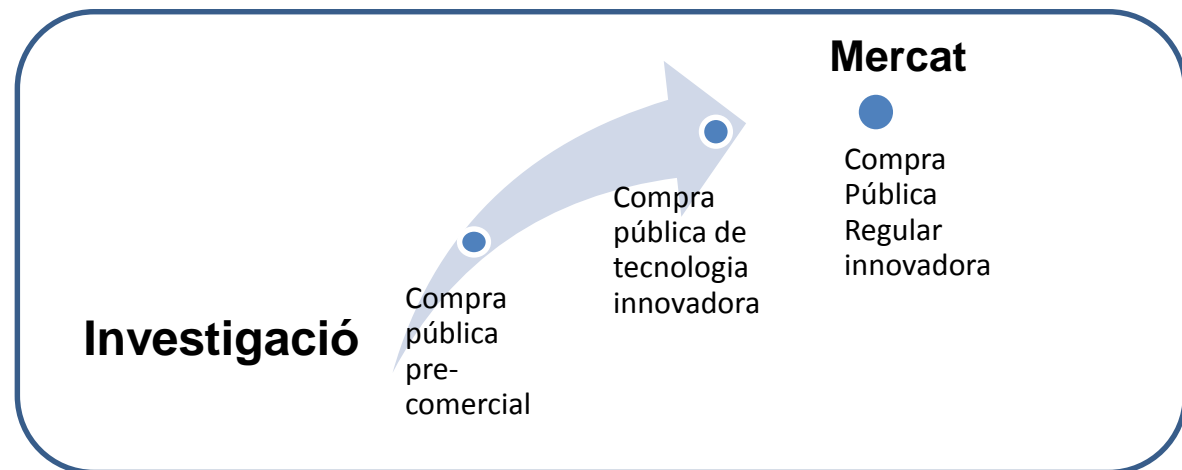 Mercat
Compra
Pública
Regular
innovadora
Compra
pública de
tecnologia
innovadora
Compra
pública
pre-
comercial
Investigació